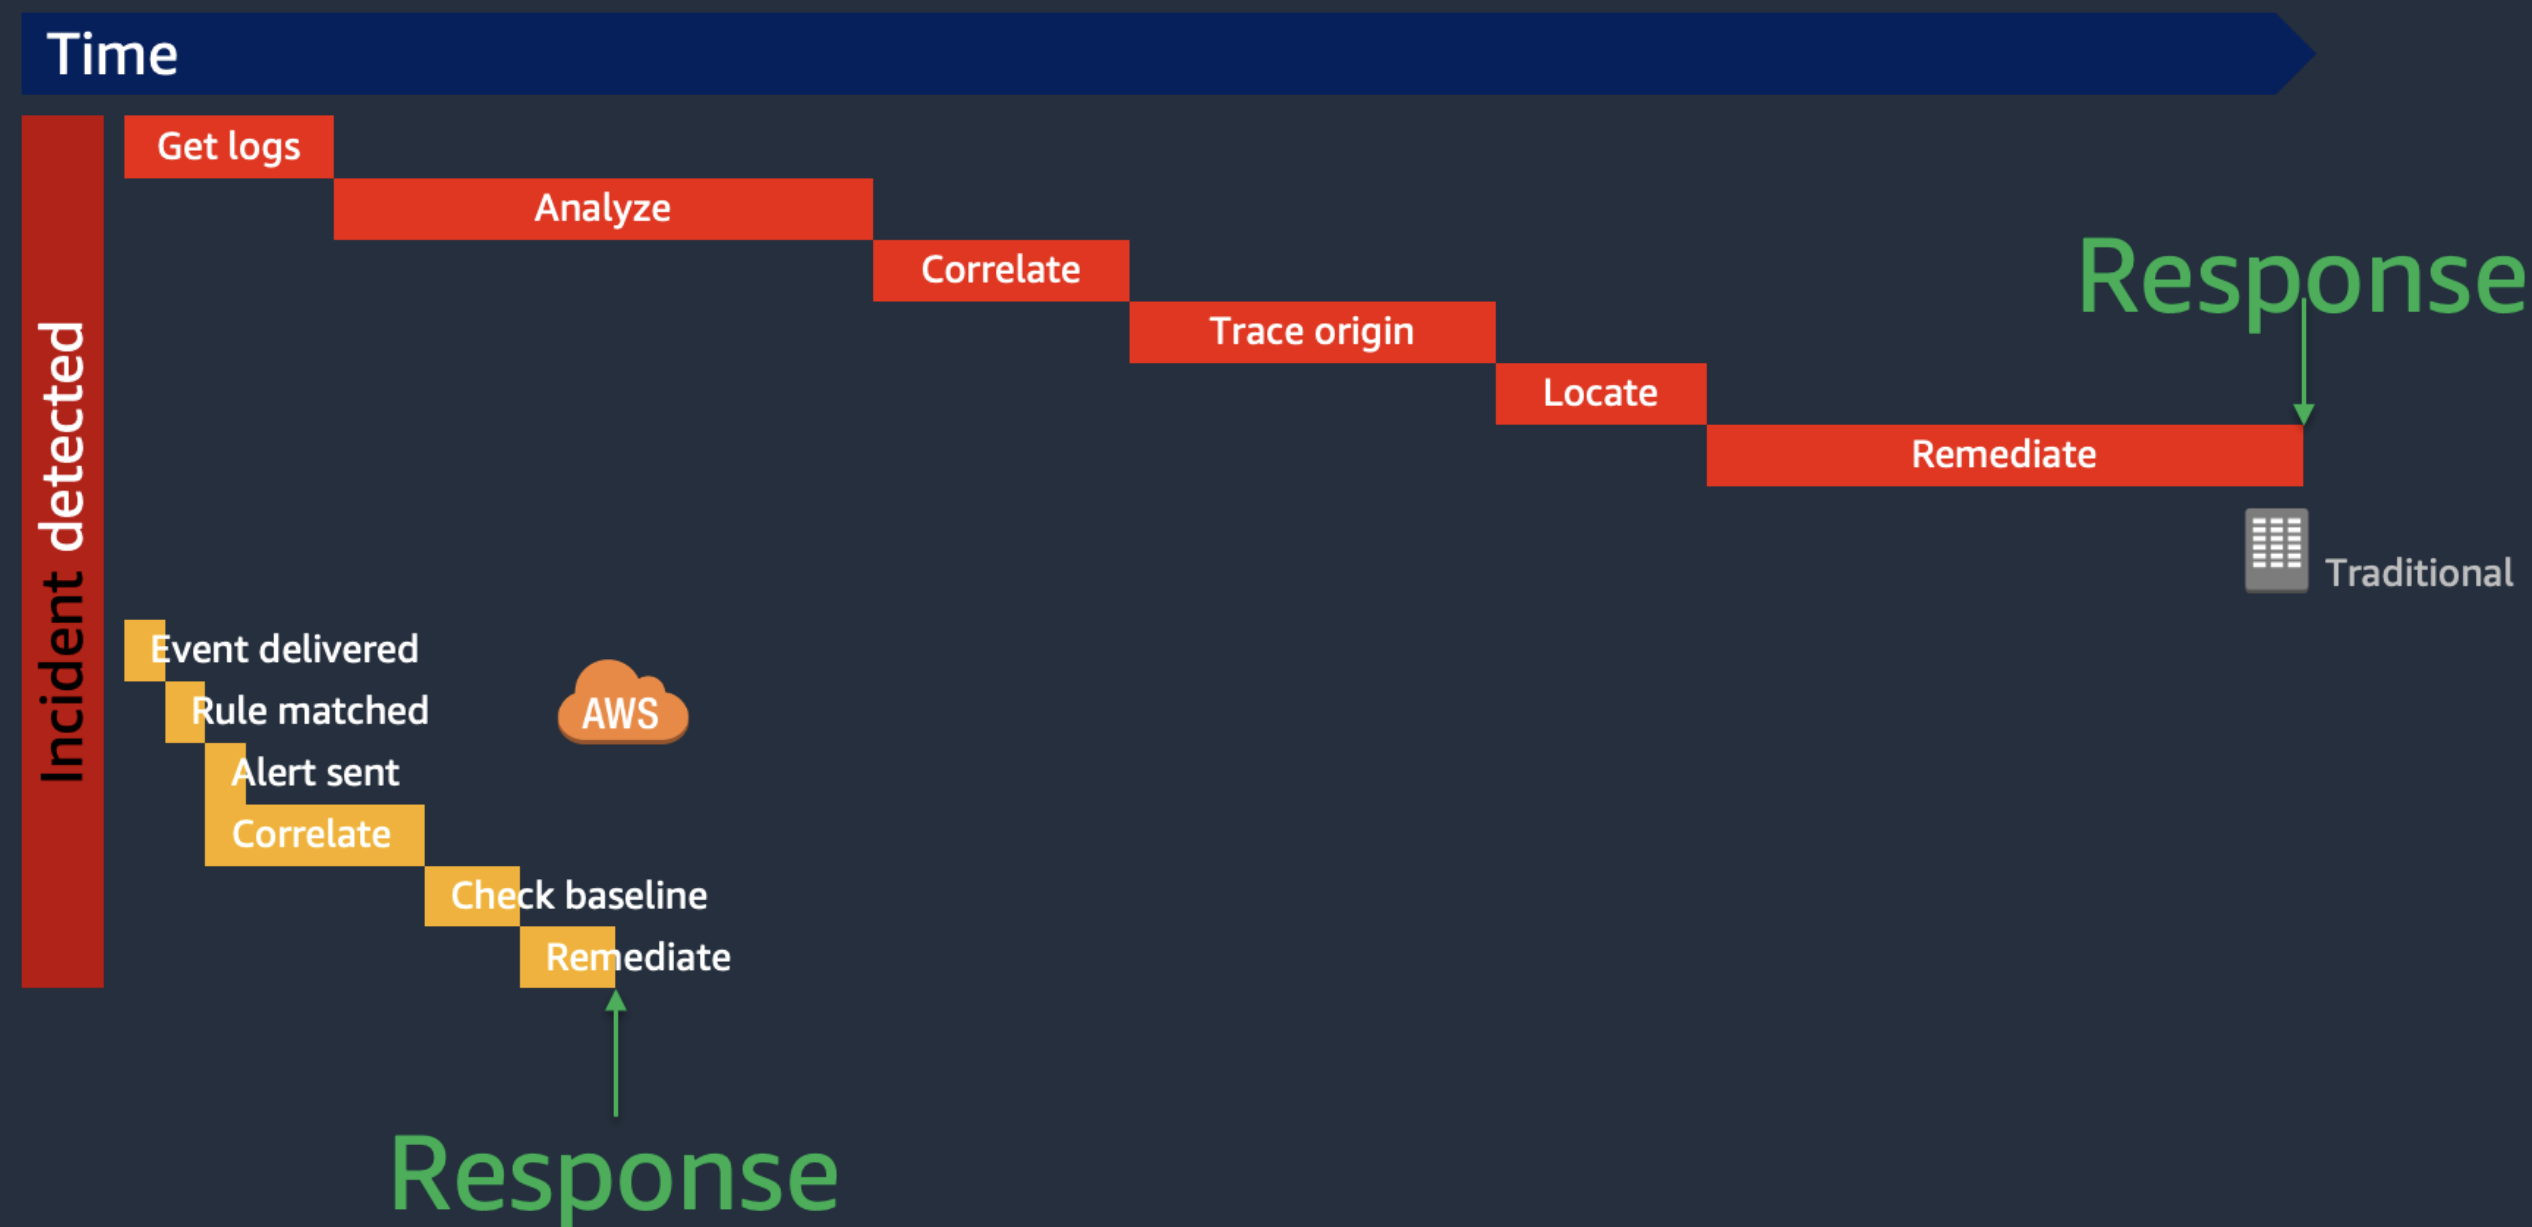 Time
Incident detected
Get logs
Analyze
Correlate
Trace origin
Locate
Remediate
Response
Traditional
Event delivered
Rule matched
Alert sent
Correlate
Check baseline
Remediate
AWS
Response